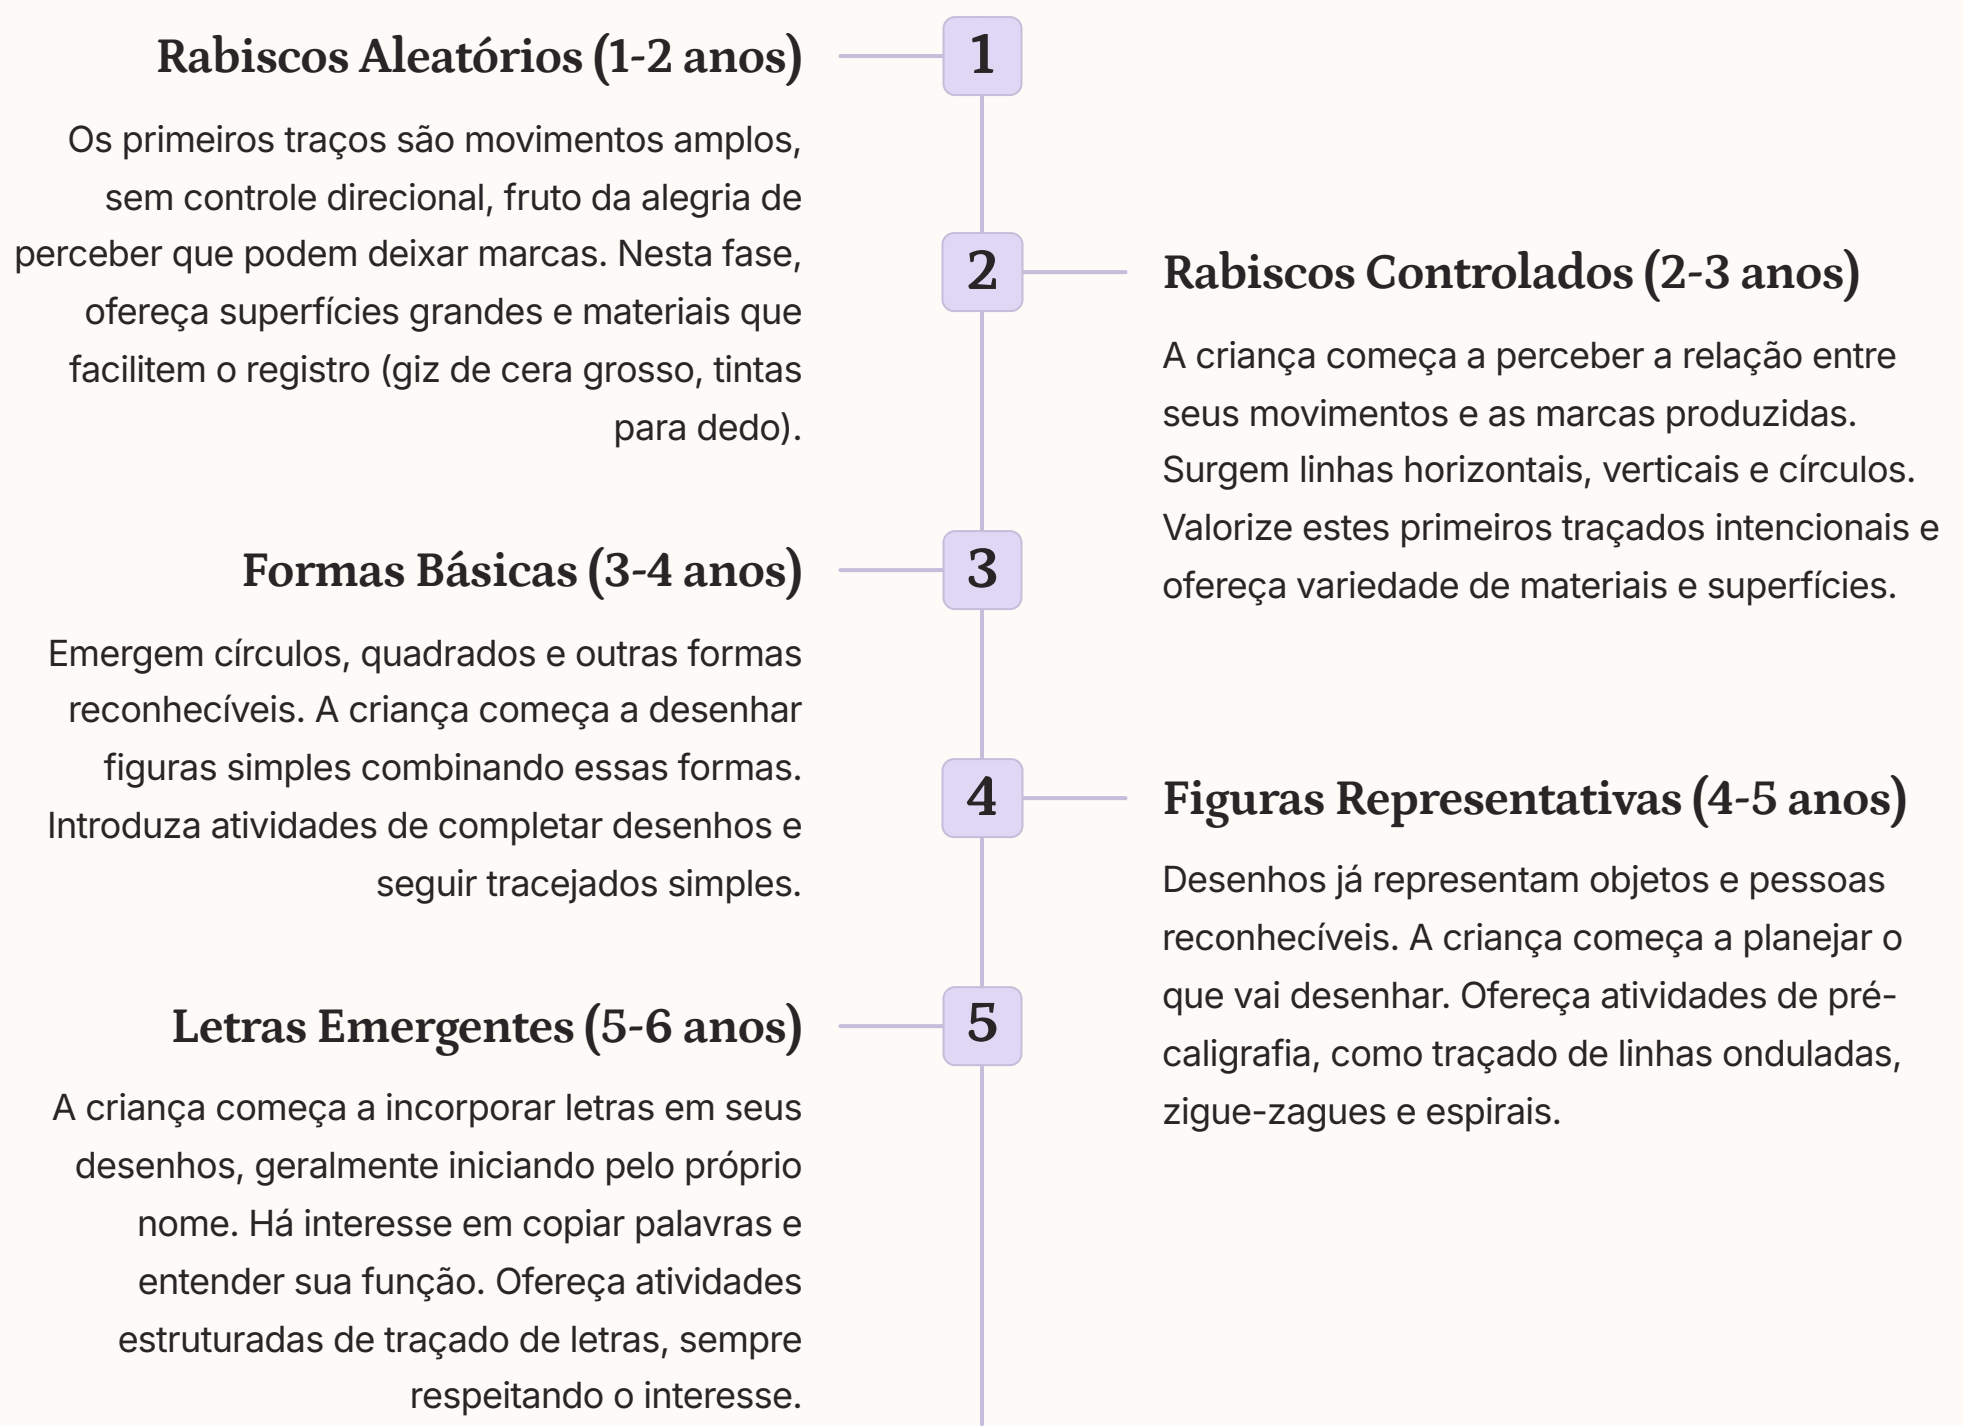 1
Rabiscos Aleatórios (1-2 anos)
Os primeiros traços são movimentos amplos,
sem controle direcional, fruto da alegria de
perceber que podem deixar marcas. Nesta fase,
ofereça superfícies grandes e materiais que
facilitem o registro (giz de cera grosso, tintas
para dedo).
2
Rabiscos Controlados (2-3 anos)
A criança começa a perceber a relação entre
seus movimentos e as marcas produzidas.
Surgem linhas horizontais, verticais e círculos.
Valorize estes primeiros traçados intencionais e
ofereça variedade de materiais e superfícies.
3
Formas Básicas (3-4 anos)
Emergem círculos, quadrados e outras formas
reconhecíveis. A criança começa a desenhar
figuras simples combinando essas formas.
Introduza atividades de completar desenhos e
seguir tracejados simples.
4
Figuras Representativas (4-5 anos)
Desenhos já representam objetos e pessoas
reconhecíveis. A criança começa a planejar o
que vai desenhar. Ofereça atividades de pré-
caligrafia, como traçado de linhas onduladas,
zigue-zagues e espirais.
5
Letras Emergentes (5-6 anos)
A criança começa a incorporar letras em seus
desenhos, geralmente iniciando pelo próprio
nome. Há interesse em copiar palavras e
entender sua função. Ofereça atividades
estruturadas de traçado de letras, sempre
respeitando o interesse.